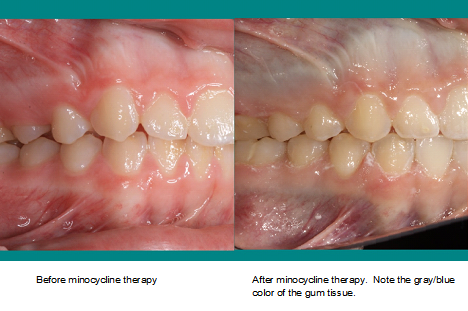 Before minocycline therapy
After minocycline therapy.  Note the gray/blue
color of the gum tissue.